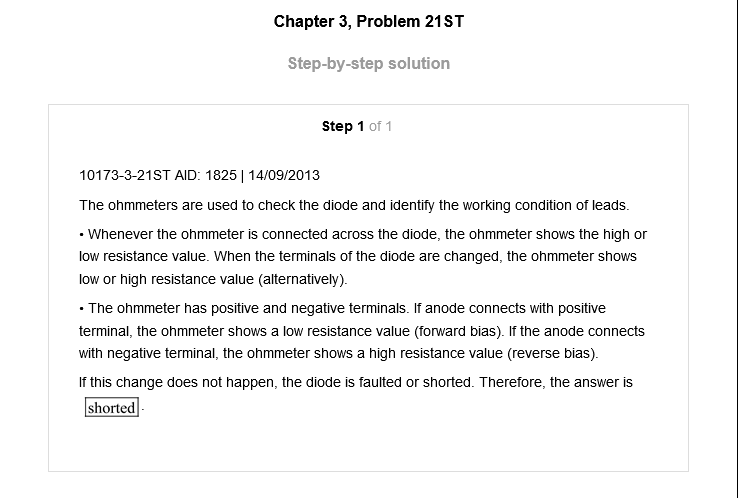 Chapter 3, Problem 21ST
Step-by-step solution
Step 1 of 1
10173-3-21ST AID: 1825 | 14/09/2013
The ohmmeters are used to check the diode and identify the working condition of leads.
• Whenever the ohmmeter is connected across the diode, the ohmmeter shows the high or
low resistance value. When the terminals of the diode are changed, the ohmmeter shows
low or high resistance value (alternatively).
• The ohmmeter has positive and negative terminals. If anode connects with positive
terminal, the ohmmeter shows a low resistance value (forward bias). If the anode connects
with negative terminal, the ohmmeter shows a high resistance value (reverse bias).
If this change does not happen, the diode is faulted or shorted. Therefore, the answer is
shorted.